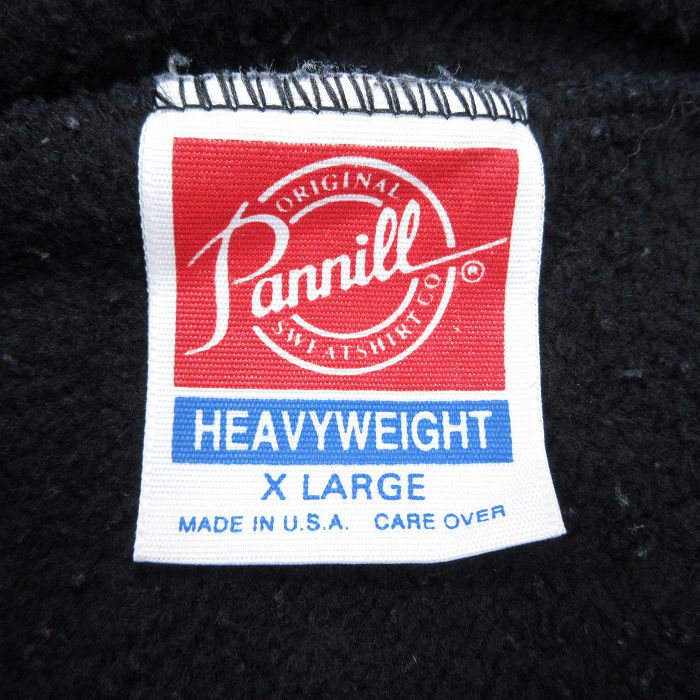 ORIGINAL
Pannill ®
SWEATSHIRT CO
HEAVYWEIGHT
X LARGE
MADE IN U.S.A. CARE OVER